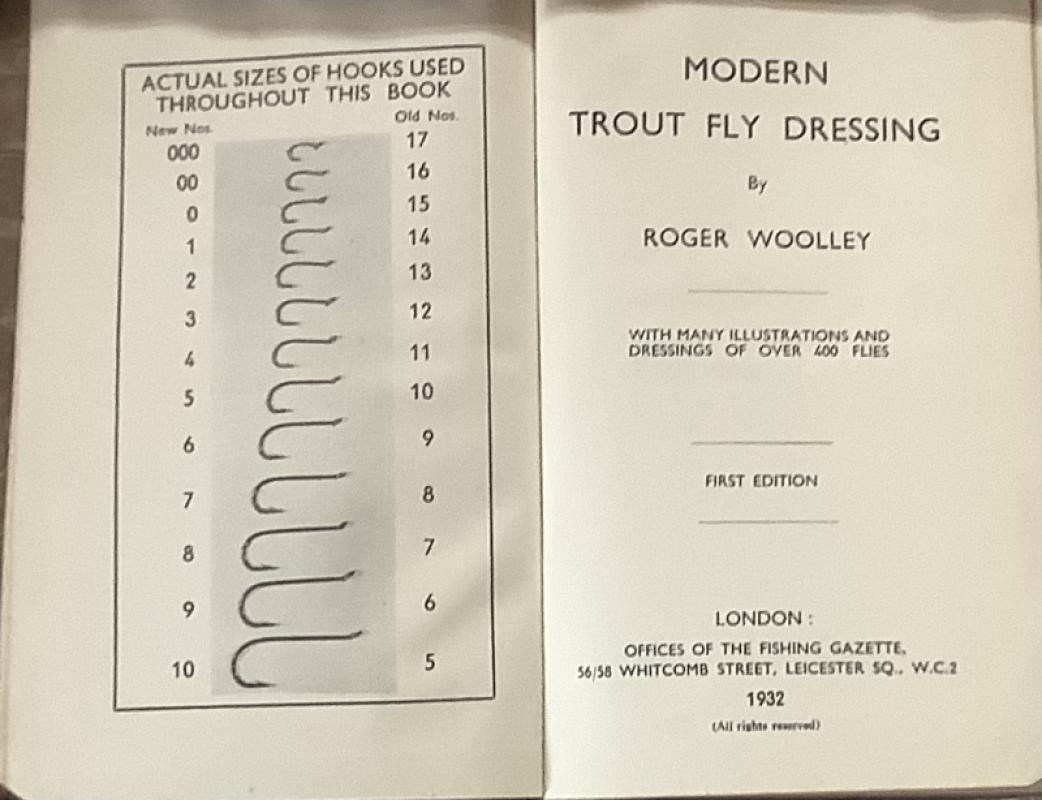 ACTUAL SIZES OF HOOKS USED
THROUGHOUT THIS BOOK
New Nos. Old Nos.
000 17
00 16
0 15
1 14
2 13
3 12
4 11
5 10
6 9
7 8
8 7
9 6
10 5
MODERN
TROUT FLY DRESSING
By
ROGER WOOLLEY
WITH MANY ILLUSTRATIONS AND
DRESSINGS OF OVER 400 FLIES
FIRST EDITION
LONDON :
OFFICES OF THE FISHING GAZETTE,
56/58 WHITCOMB STREET, LEICESTER SQ., W.C.2
1932
(All rights reserved)